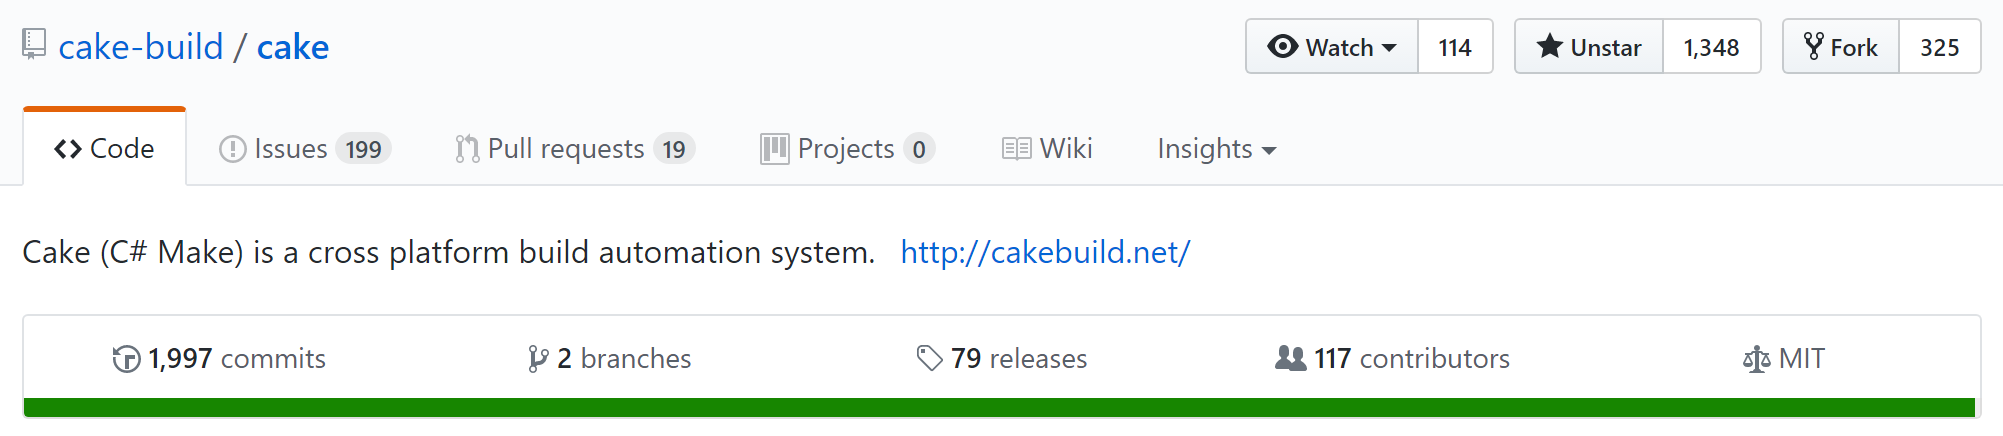 cake-build / cake
Watch 114 Unstar 1,348 Fork 325
Code Issues 199 Pull requests 19 Projects 0 Wiki Insights
Cake (C# Make) is a cross platform build automation system. http://cakebuild.net/
1,997 commits 2 branches 79 releases 117 contributors MIT